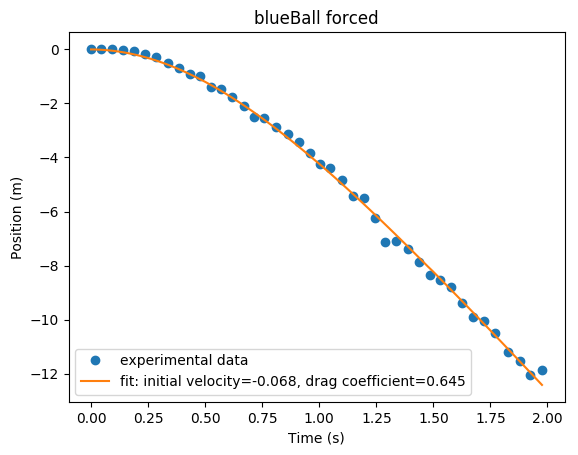 blueBall forced
Position (m)
0
−2
−4
−6
−8
−10
−12
experimental data
fit: initial velocity=-0.068, drag coefficient=0.645
0.00 0.25 0.50 0.75 1.00 1.25 1.50 1.75 2.00
Time (s)